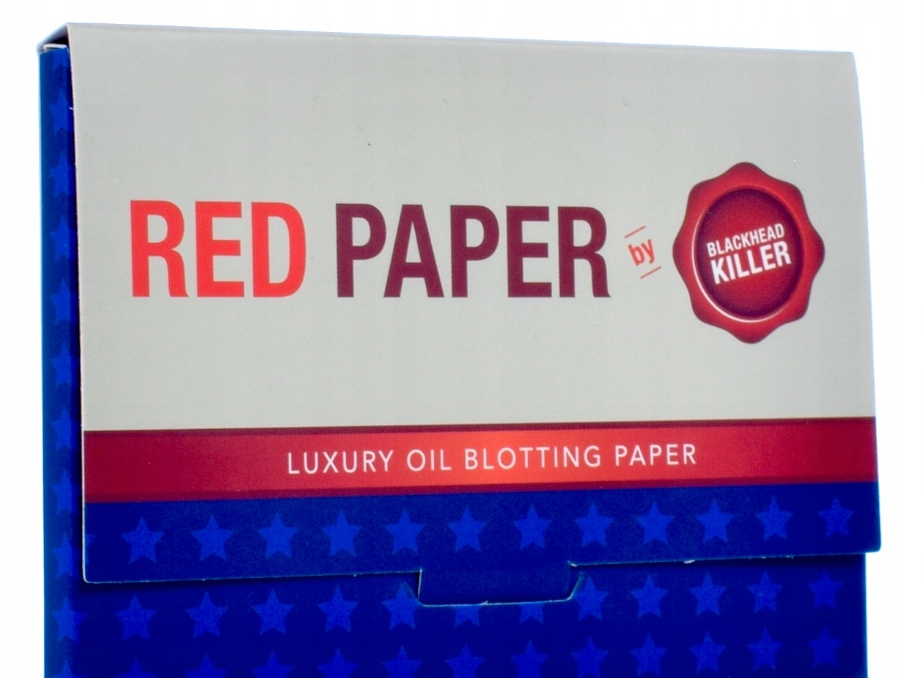 RED PAPER by
BLACKHEAD
KILLER
LUXURY OIL BLOTTING PAPER